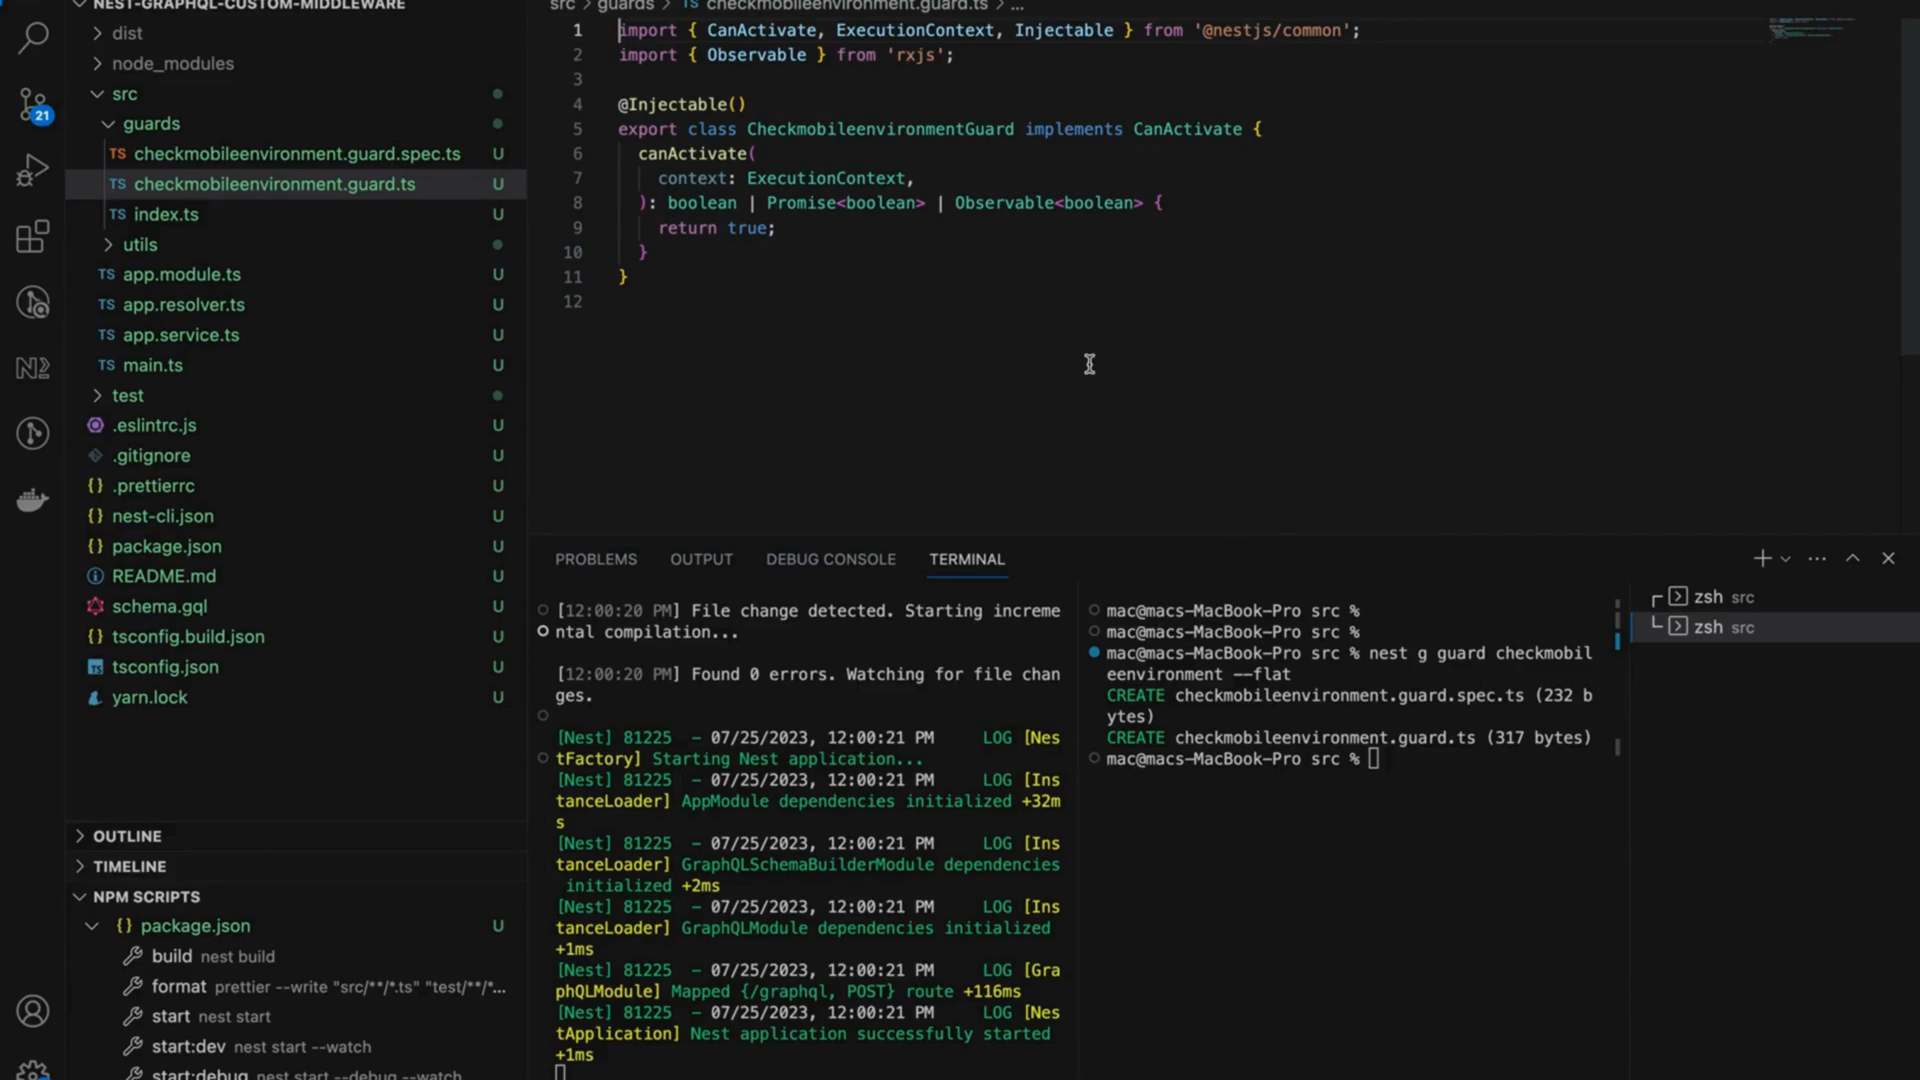 NEST-GRAPHQL-CUSTOM-MIDDLEWARE
dist
node_modules
src
guards
TS checkmobileenvironment.guard.spec.ts U
TS checkmobileenvironment.guard.ts U
TS index.ts U
utils
TS app.module.ts U
TS app.resolver.ts U
TS app.service.ts U
TS main.ts U
test
.eslintrc.js U
.gitignore U
{} .prettierrc U
{} nest-cli.json U
{} package.json U
README.md U
schema.gql U
{} tsconfig.build.json U
TS tsconfig.json U
yarn.lock U
OUTLINE
TIMELINE
NPM SCRIPTS
{} package.json U
build nest build
format prettier --write "src/**/*.ts" "test/**/*...
start nest start
start:dev nest start --watch
start:debug nest start --debug --watch
21
src > guards > TS checkmobileenvironment.guard.ts > ...
1 import { CanActivate, ExecutionContext, Injectable } from '@nestjs/common';
2 import { Observable } from 'rxjs';
3
4 @Injectable()
5 export class CheckmobileenvironmentGuard implements CanActivate {
6 canActivate(
7 context: ExecutionContext,
8 ): boolean | Promise<boolean> | Observable<boolean> {
9 return true;
10 }
11 }
12
PROBLEMS OUTPUT DEBUG CONSOLE TERMINAL
[12:00:20 PM] File change detected. Starting increme
ntal compilation...
[12:00:20 PM] Found 0 errors. Watching for file chan
ges.
[Nest] 81225 - 07/25/2023, 12:00:21 PM LOG [Nes
tFactory] Starting Nest application...
[Nest] 81225 - 07/25/2023, 12:00:21 PM LOG [Ins
tanceLoader] AppModule dependencies initialized +32m
s
[Nest] 81225 - 07/25/2023, 12:00:21 PM LOG [Ins
tanceLoader] GraphQLSchemaBuilderModule dependencies
initialized +2ms
[Nest] 81225 - 07/25/2023, 12:00:21 PM LOG [Ins
tanceLoader] GraphQLModule dependencies initialized
+1ms
[Nest] 81225 - 07/25/2023, 12:00:21 PM LOG [Gra
phQLModule] Mapped {/graphql, POST} route +116ms
[Nest] 81225 - 07/25/2023, 12:00:21 PM LOG [Nes
tApplication] Nest application successfully started
+1ms
mac@macs-MacBook-Pro src %
mac@macs-MacBook-Pro src %
mac@macs-MacBook-Pro src % nest g guard checkmobil
eenvironment --flat
CREATE checkmobileenvironment.guard.spec.ts (232 b
ytes)
CREATE checkmobileenvironment.guard.ts (317 bytes)
mac@macs-MacBook-Pro src %
zsh src
zsh src